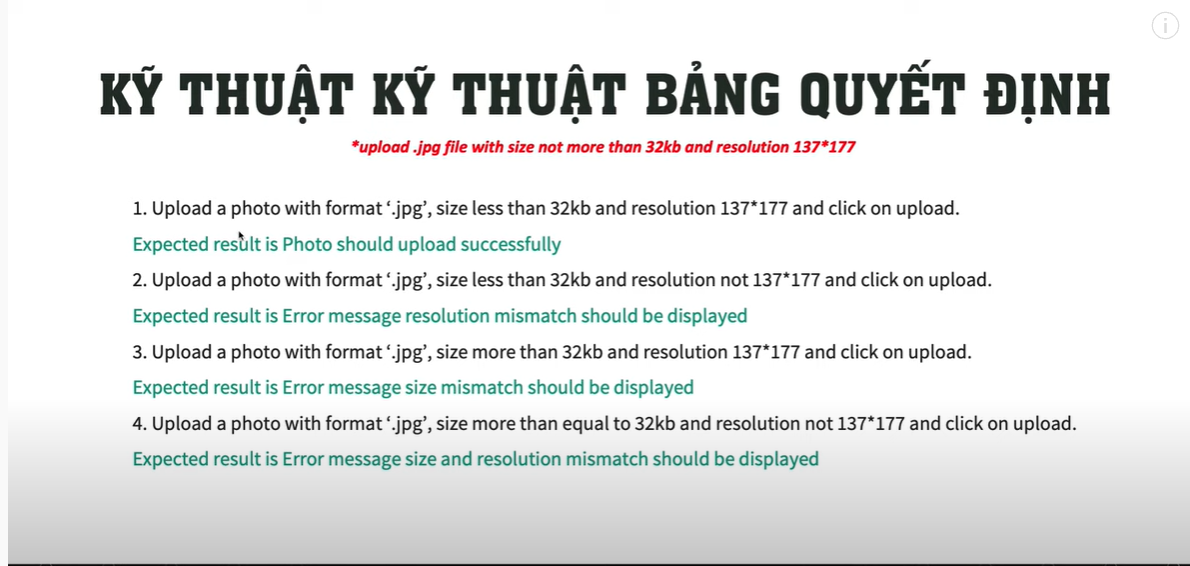 KỸ THUẬT KỸ THUẬT BẢNG QUYẾT ĐỊNH
*upload .jpg file with size not more than 32kb and resolution 137*177
1. Upload a photo with format ‘.jpg’, size less than 32kb and resolution 137*177 and click on upload.
Expected result is Photo should upload successfully
2. Upload a photo with format ‘.jpg’, size less than 32kb and resolution not 137*177 and click on upload.
Expected result is Error message resolution mismatch should be displayed
3. Upload a photo with format ‘.jpg’, size more than 32kb and resolution 137*177 and click on upload.
Expected result is Error message size mismatch should be displayed
4. Upload a photo with format ‘.jpg’, size more than equal to 32kb and resolution not 137*177 and click on upload.
Expected result is Error message size and resolution mismatch should be displayed